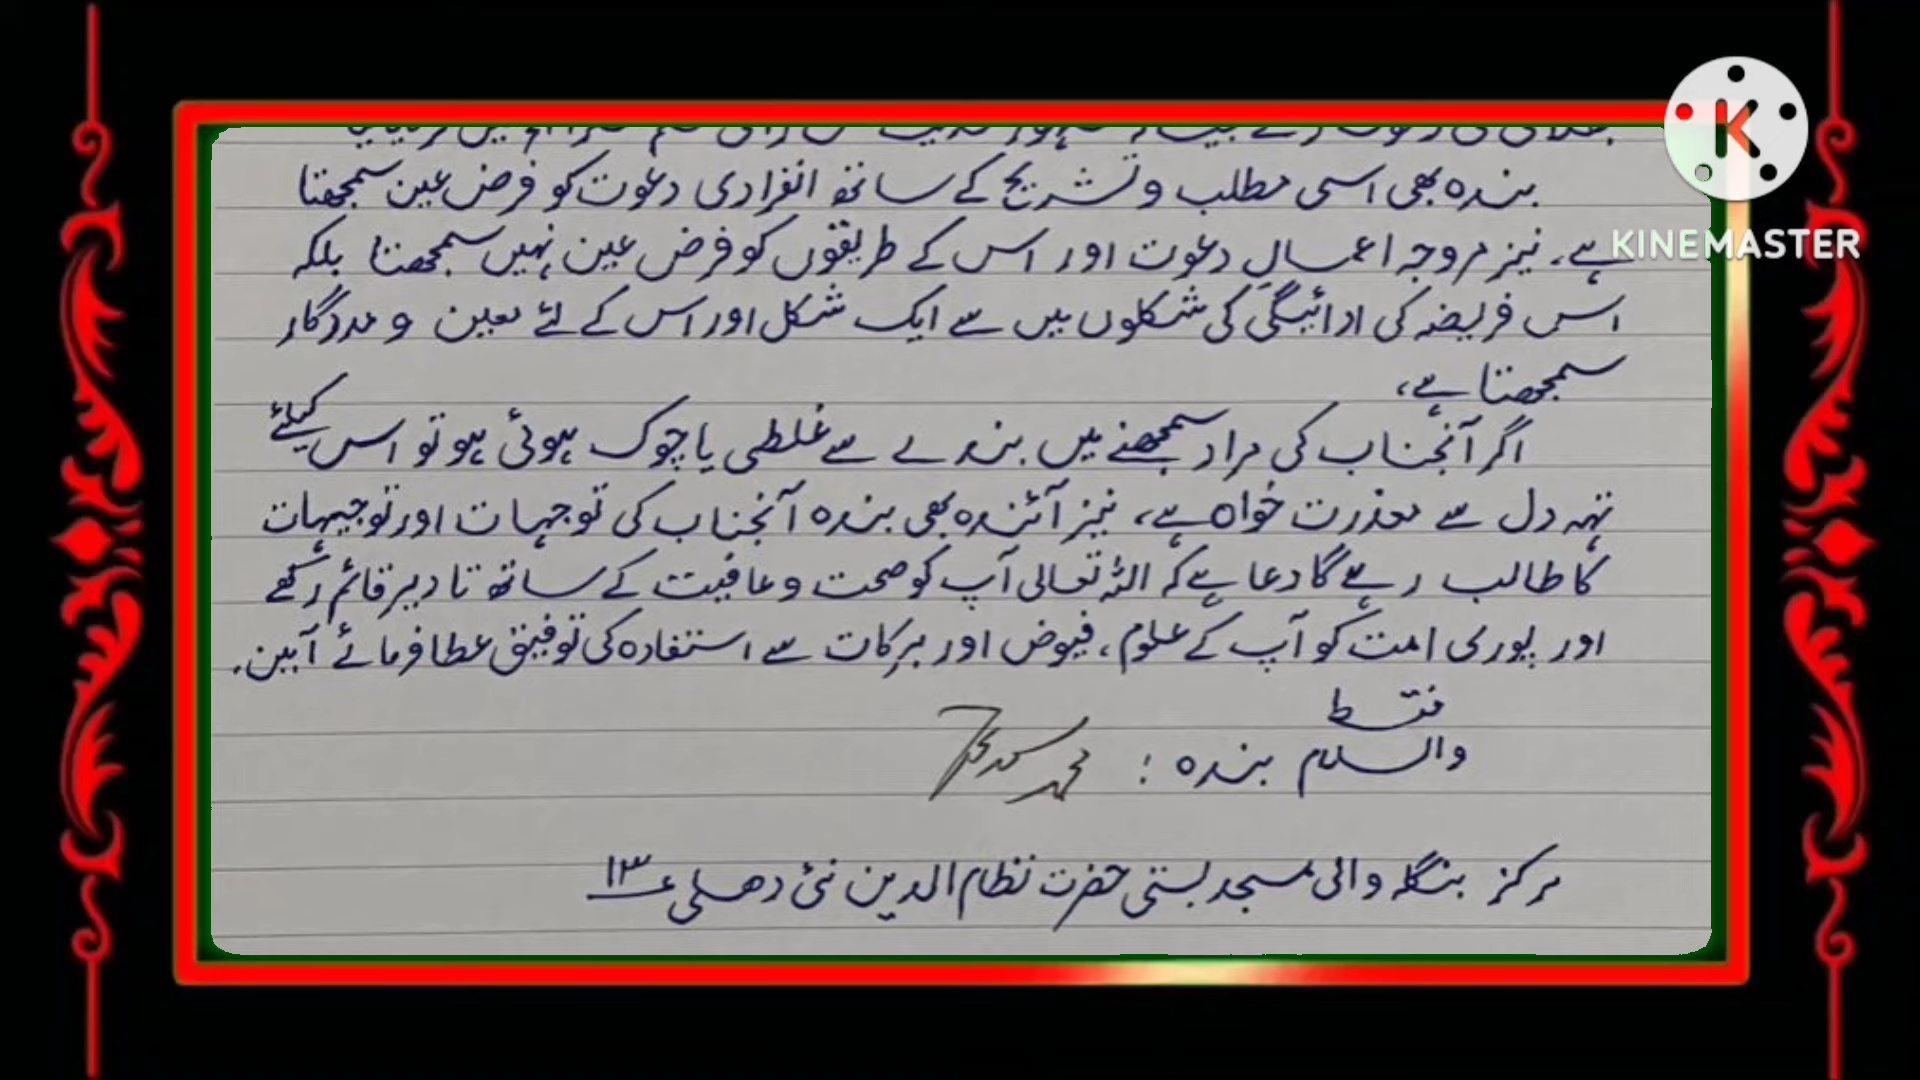 بندہ بھی اسی مطلب و تشریح کے ساتھ انفرادی دعوت کو فرض عین سمجھتا
ہے، نیز مروجہ اعمالِ دعوت اور اس کے طریقوں کو فرض عین نہیں سمجھتا بلکہ
اس فریضہ کی ادائیگی کی شکلوں میں سے ایک شکل اور اس کے لئے معین و مددگار
سمجھتا ہے،
اگر آنجناب کی مراد سمجھنے میں بندے سے غلطی یا چوک ہوئی ہو تو اس کیلئے
تہہ دل سے معذرت خواہ ہے، نیز آئندہ بھی بندہ آنجناب کی توجہات اور توجیہات
کا طالب رہے گا دعا ہے کہ اللہ تعالی آپ کو صحت و عافیت کے ساتھ تا دیر قائم رکھے
اور پوری امت کو آپ کے علوم، فیوض اور برکات سے استفادہ کی توفیق عطا فرمائے آمین۔
فقط
والسلام بندہ : محمد سعد
مرکز بنگلہ والی مسجد بستی حضرت نظام الدین نئی دھلی ۱۳
KINEMASTER